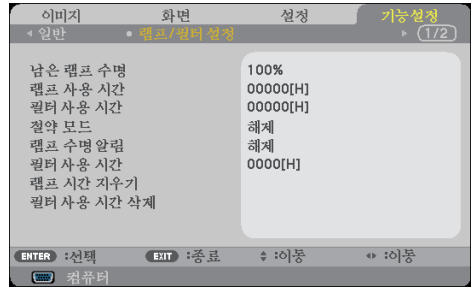 이미지 화면 설정 기능설정
일반 • 램프/필터 설정 (1/2)
남은 램프 수명 100%
램프 사용 시간 00000[H]
필터 사용 시간 00000[H]
절약 모드 해제
램프 수명 알림 해제
필터 사용 시간 0000[H]
램프 시간 지우기
필터 사용 시간 삭제
ENTER :선택 EXIT :종료 :이동 :이동
컴퓨터